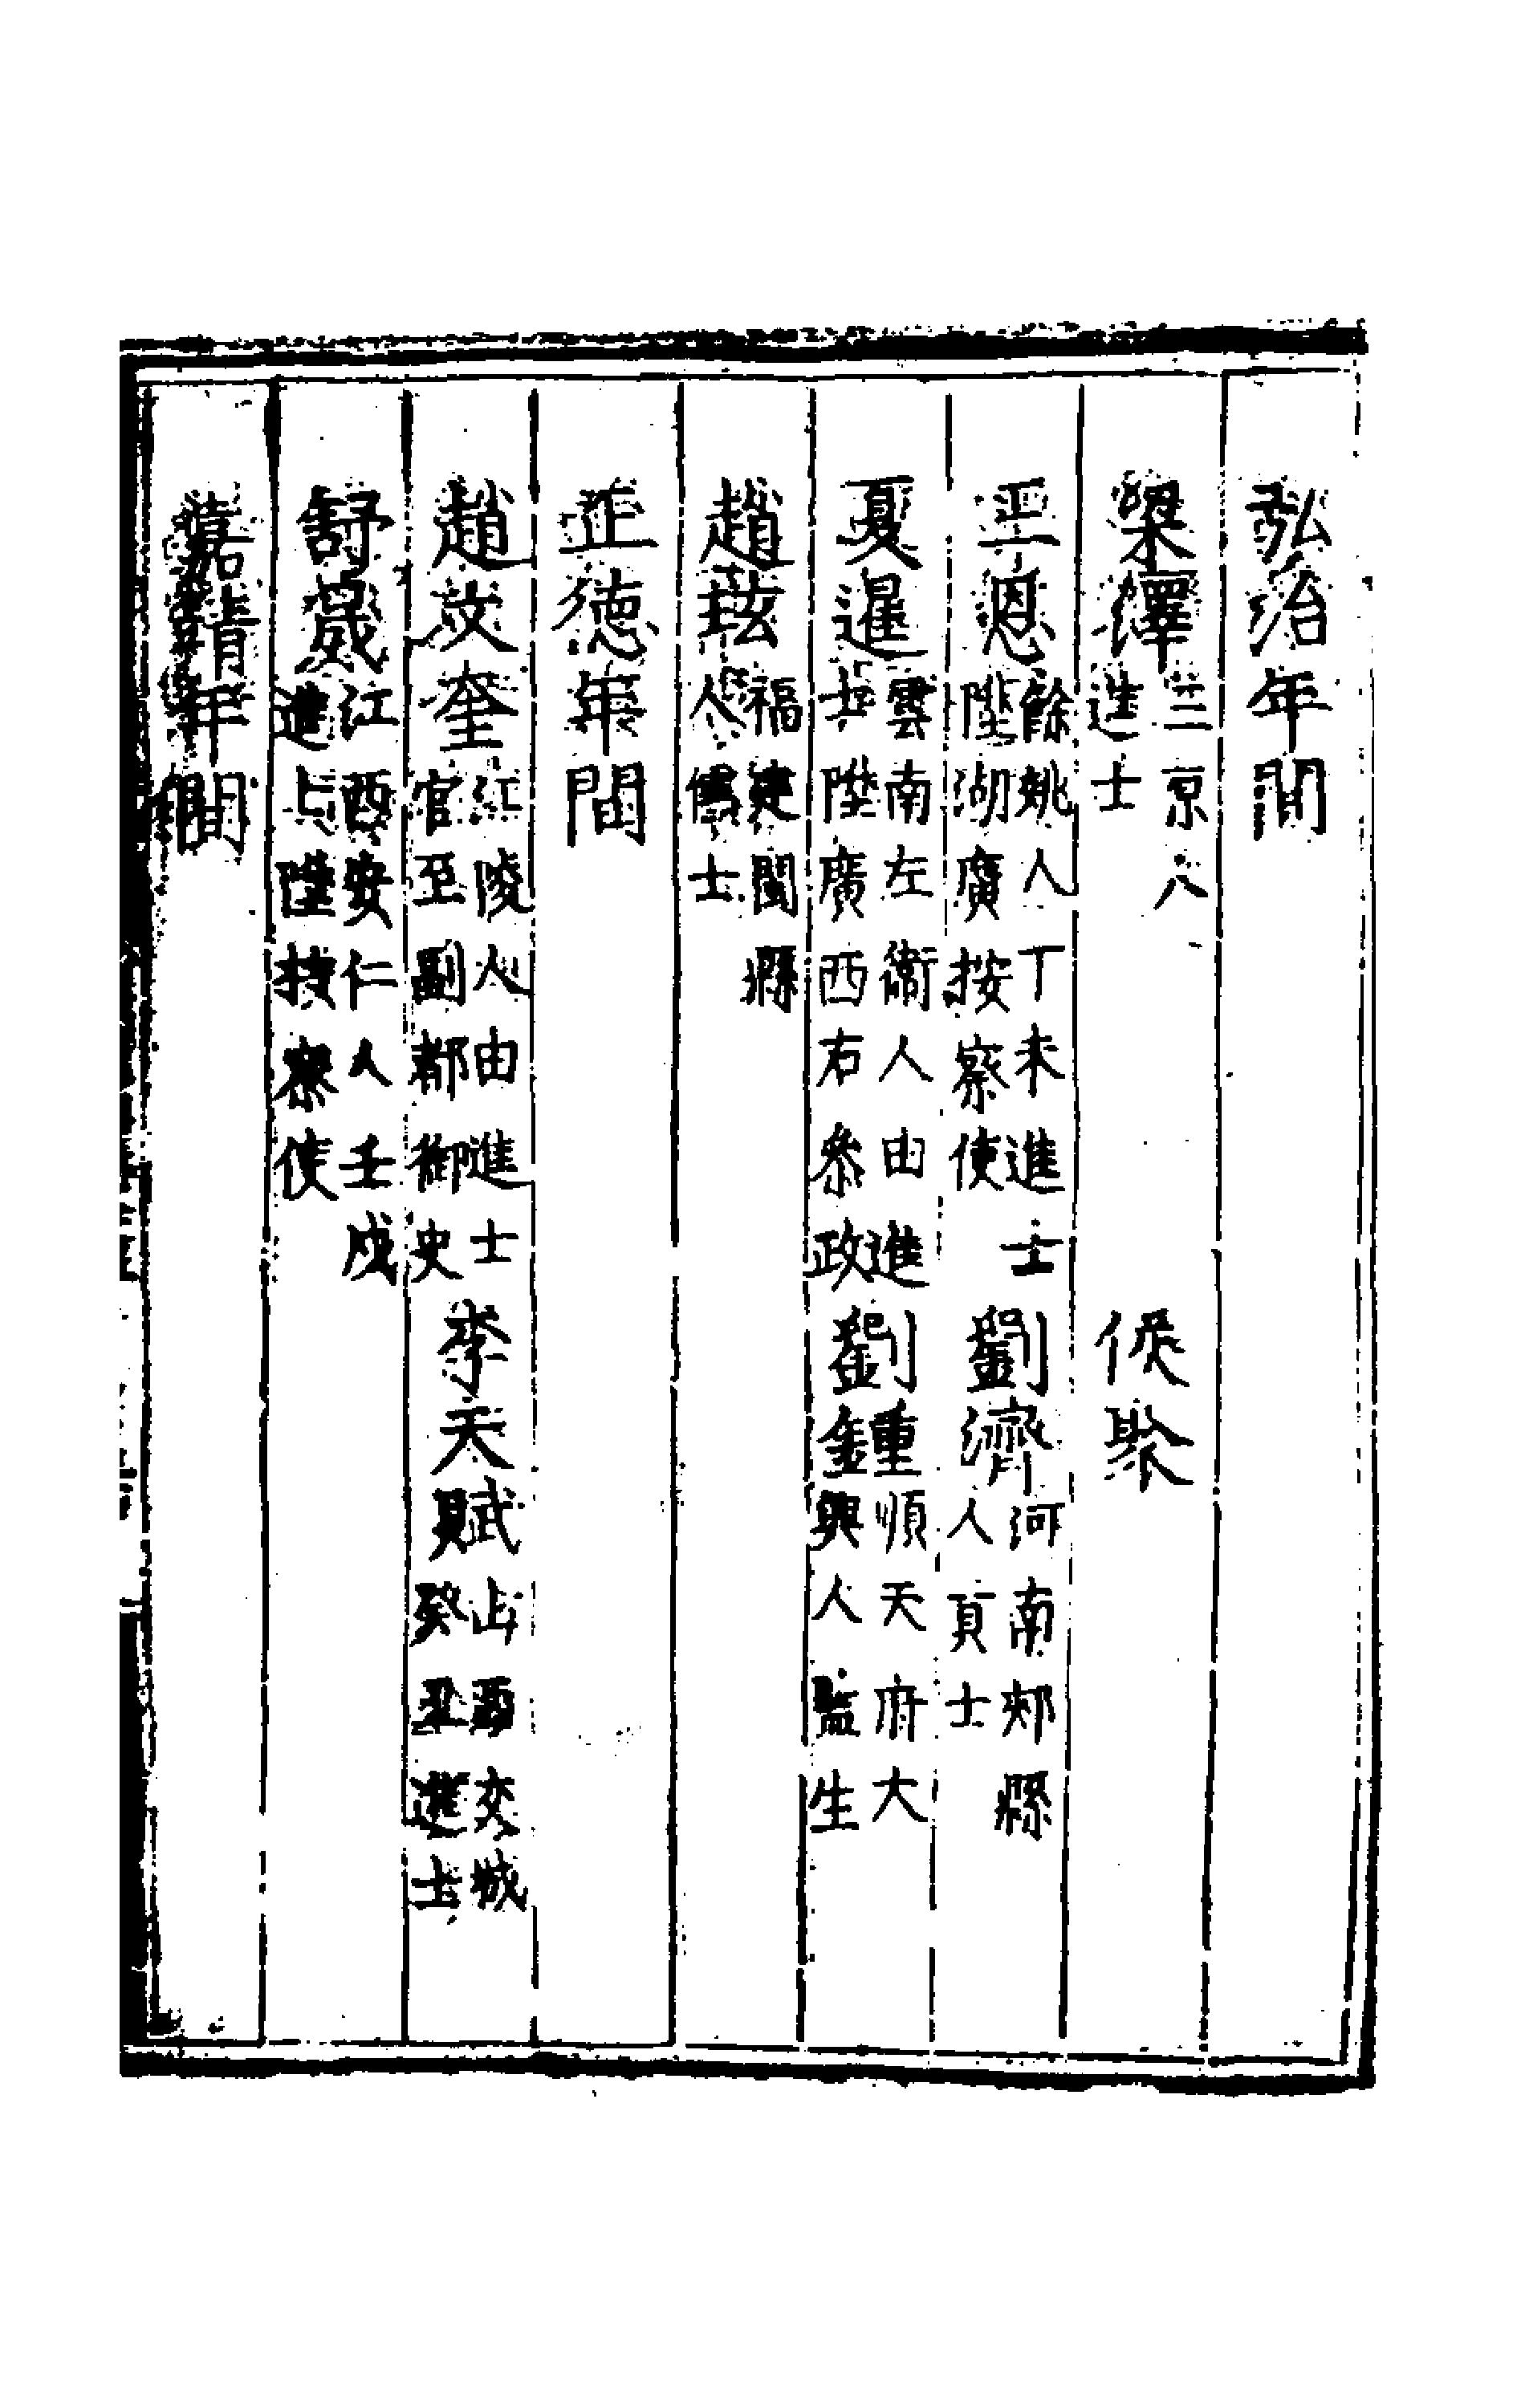 弘治年間
梁澤三原人進士 侯聚
王恩餘姚人丁未進士陞湖廣按察使 劉濟河南郟縣人貢士
夏暹雲南左衛人由進士陞廣西右叅政 劉鍾順天府大興人監生
趙玹福建閩縣人儒士
正德年間
趙文奎江陵人由進士官至副都御史 李天賦山西交城癸丑進士
舒晟江西安仁人壬戌進士陞按察使
嘉靖年間